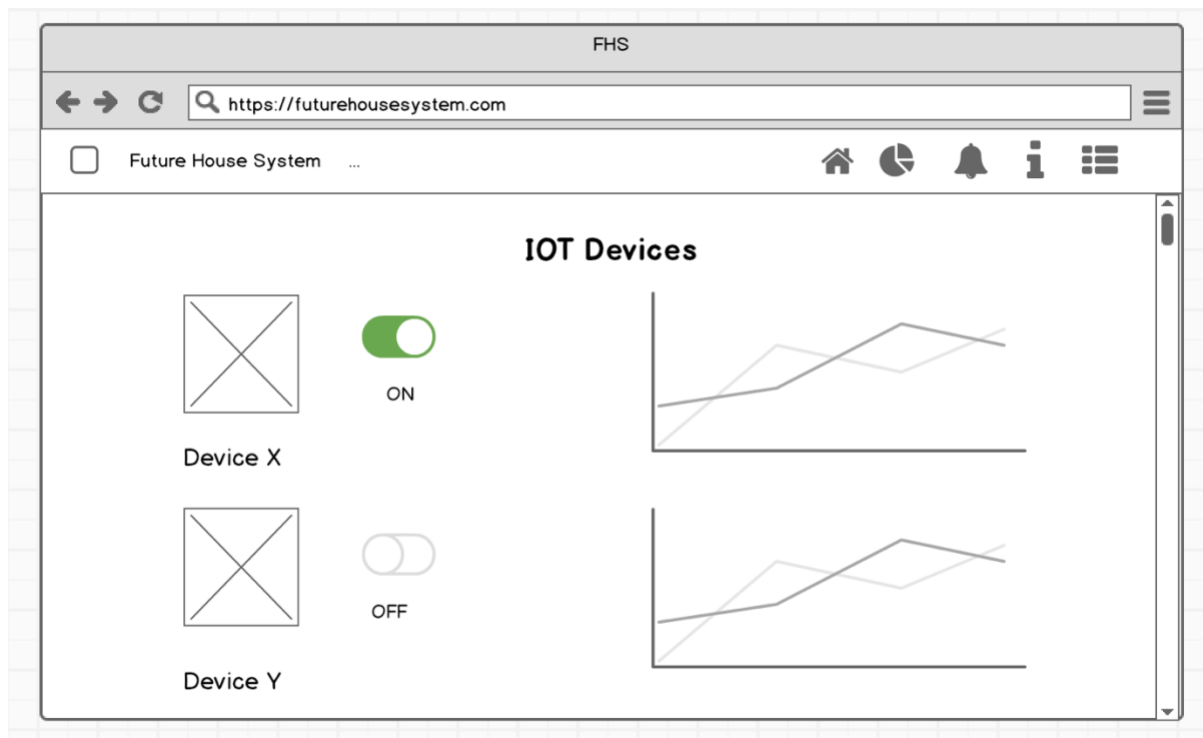 FHS
https://futurehousesystem.com
Future House System ...
IOT Devices
ON
Device X
OFF
Device Y